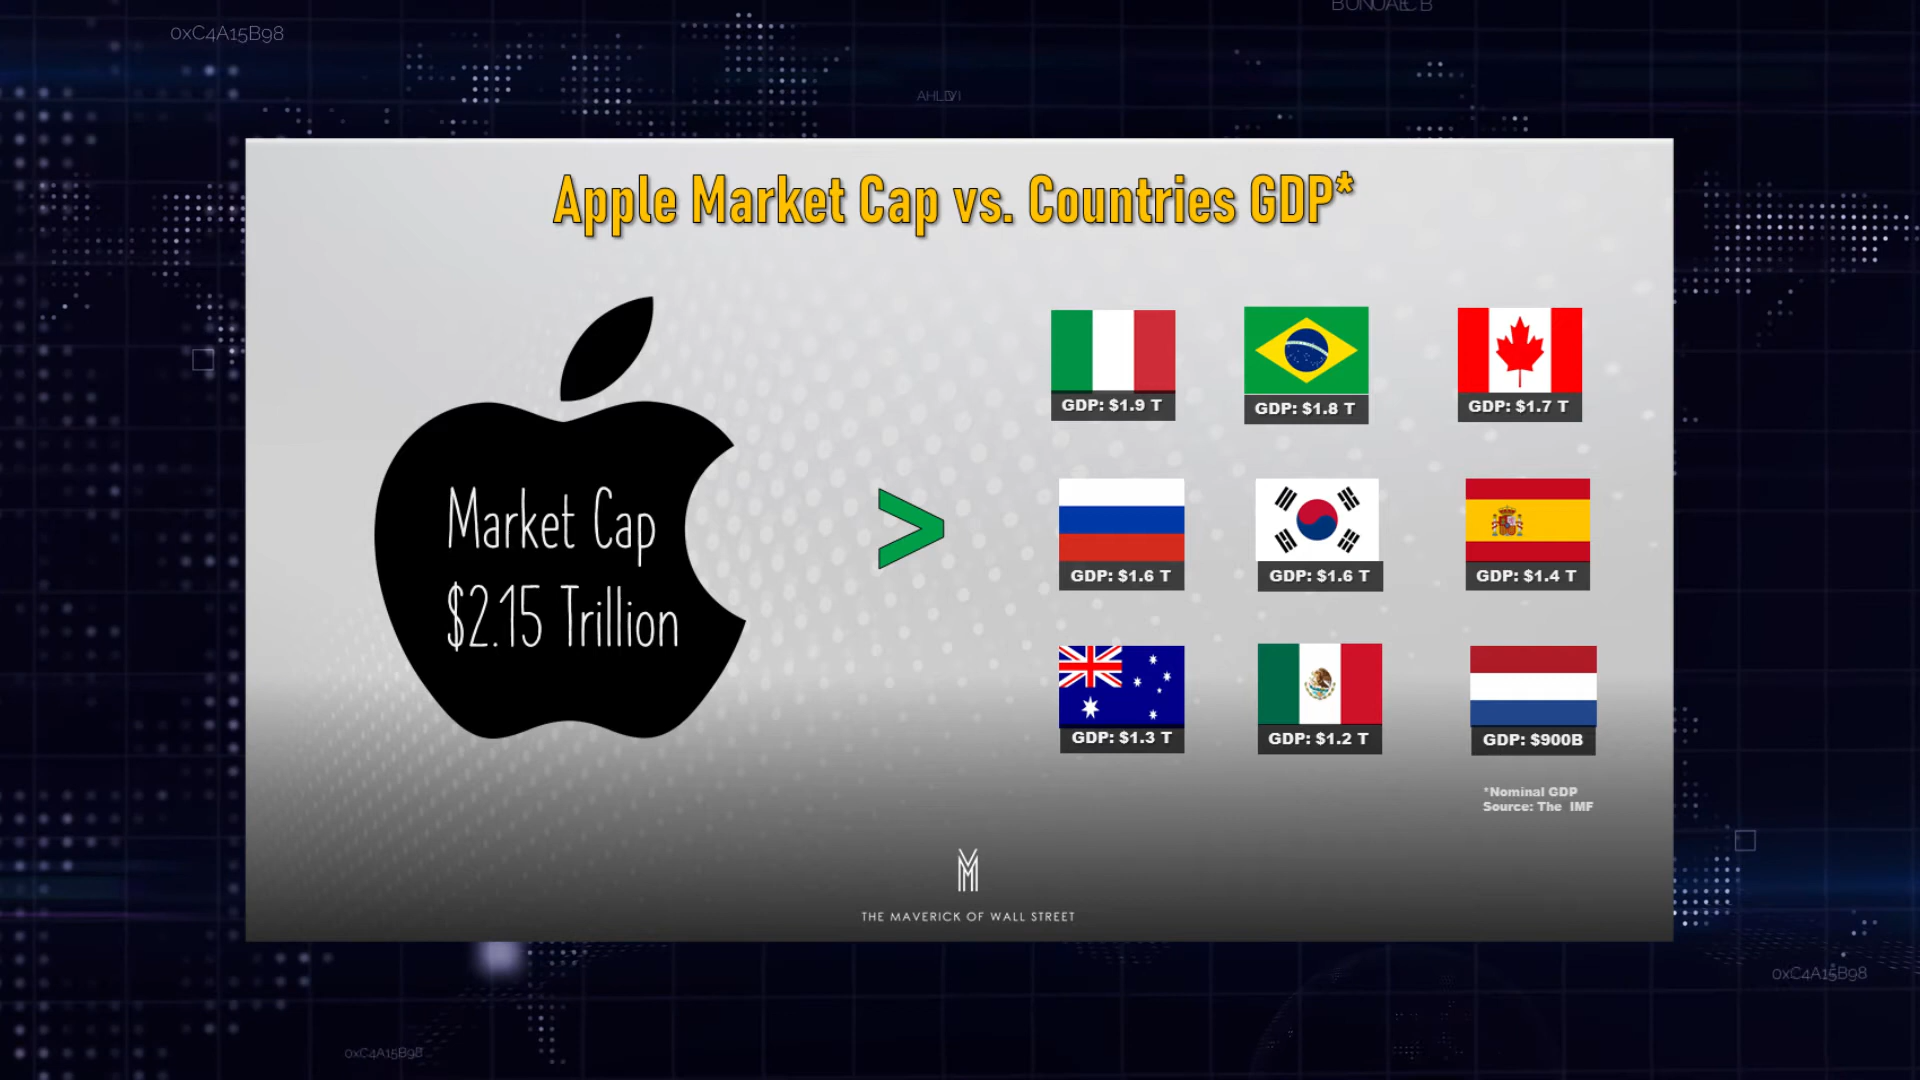 0xC4A15B98
Apple Market Cap vs. Countries GDP*
Market Cap
$2.15 Trillion
>
GDP: $1.9 T
GDP: $1.8 T
GDP: $1.7 T
GDP: $1.6 T
GDP: $1.6 T
GDP: $1.4 T
GDP: $1.3 T
GDP: $1.2 T
GDP: $900B
*Nominal GDP
Source: The IMF
THE MAVERICK OF WALL STREET
0xC4A15B98
0xC4A15B98